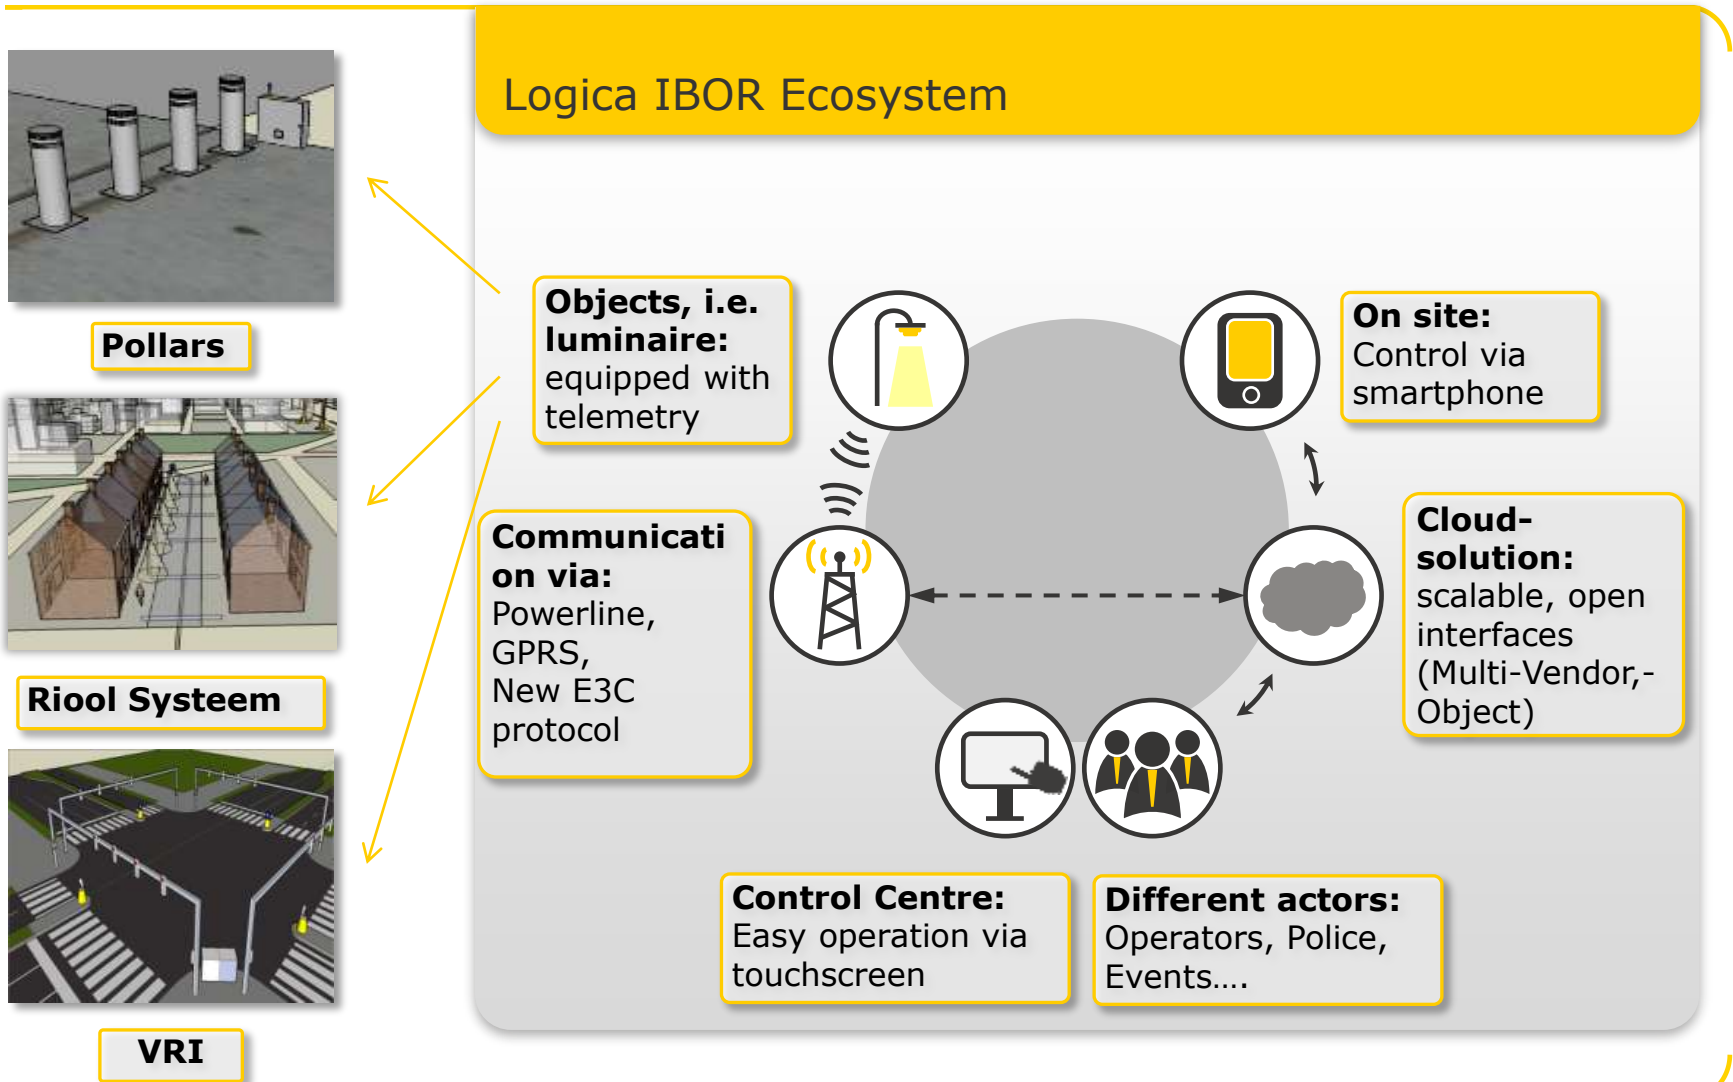 Logica IBOR Ecosystem
Pollars
Riool Systeem
VRI
Objects, i.e.
luminaire:
equipped with
telemetry
On site:
Control via
smartphone
Communicati
on via:
Powerline,
GPRS,
New E3C
protocol
Cloud-
solution:
scalable, open
interfaces
(Multi-Vendor,-
Object)
Control Centre:
Easy operation via
touchscreen
Different actors:
Operators, Police,
Events....